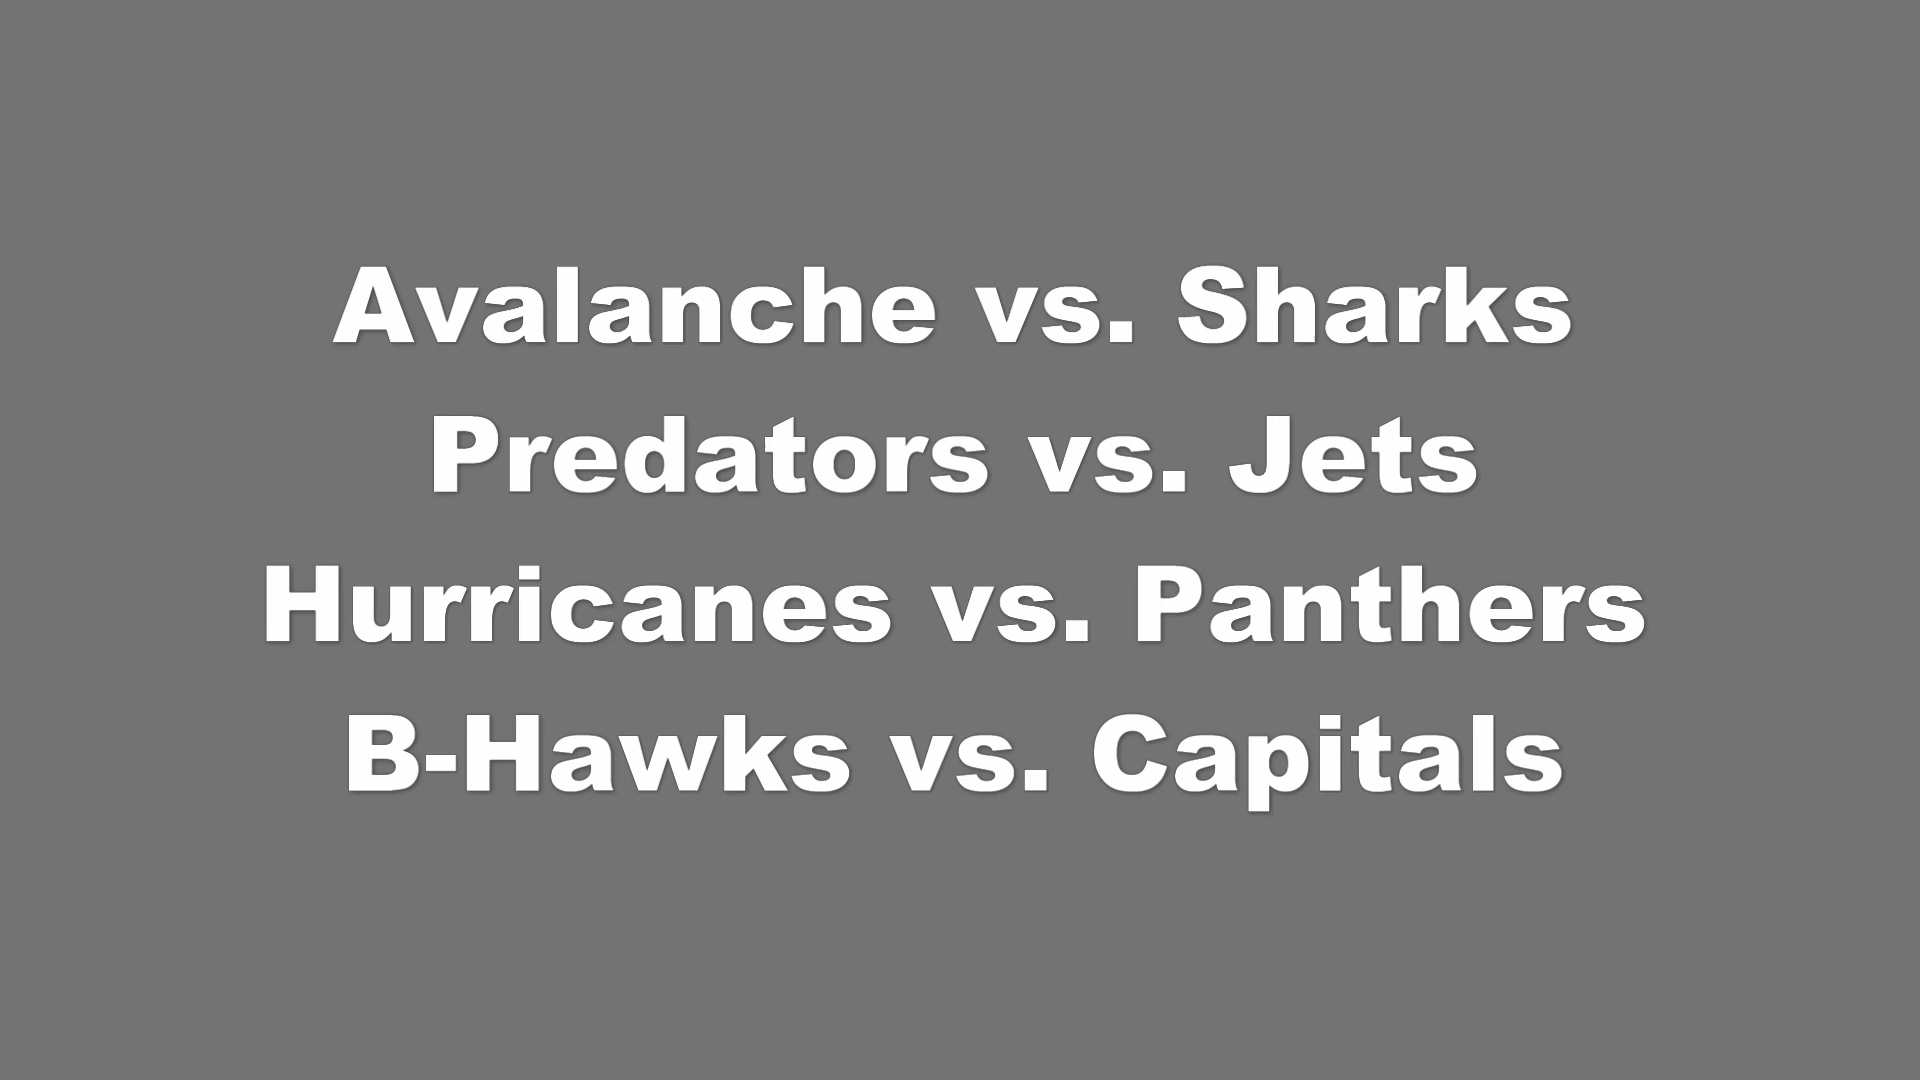 Avalanche vs. Sharks
Predators vs. Jets
Hurricanes vs. Panthers
B-Hawks vs. Capitals